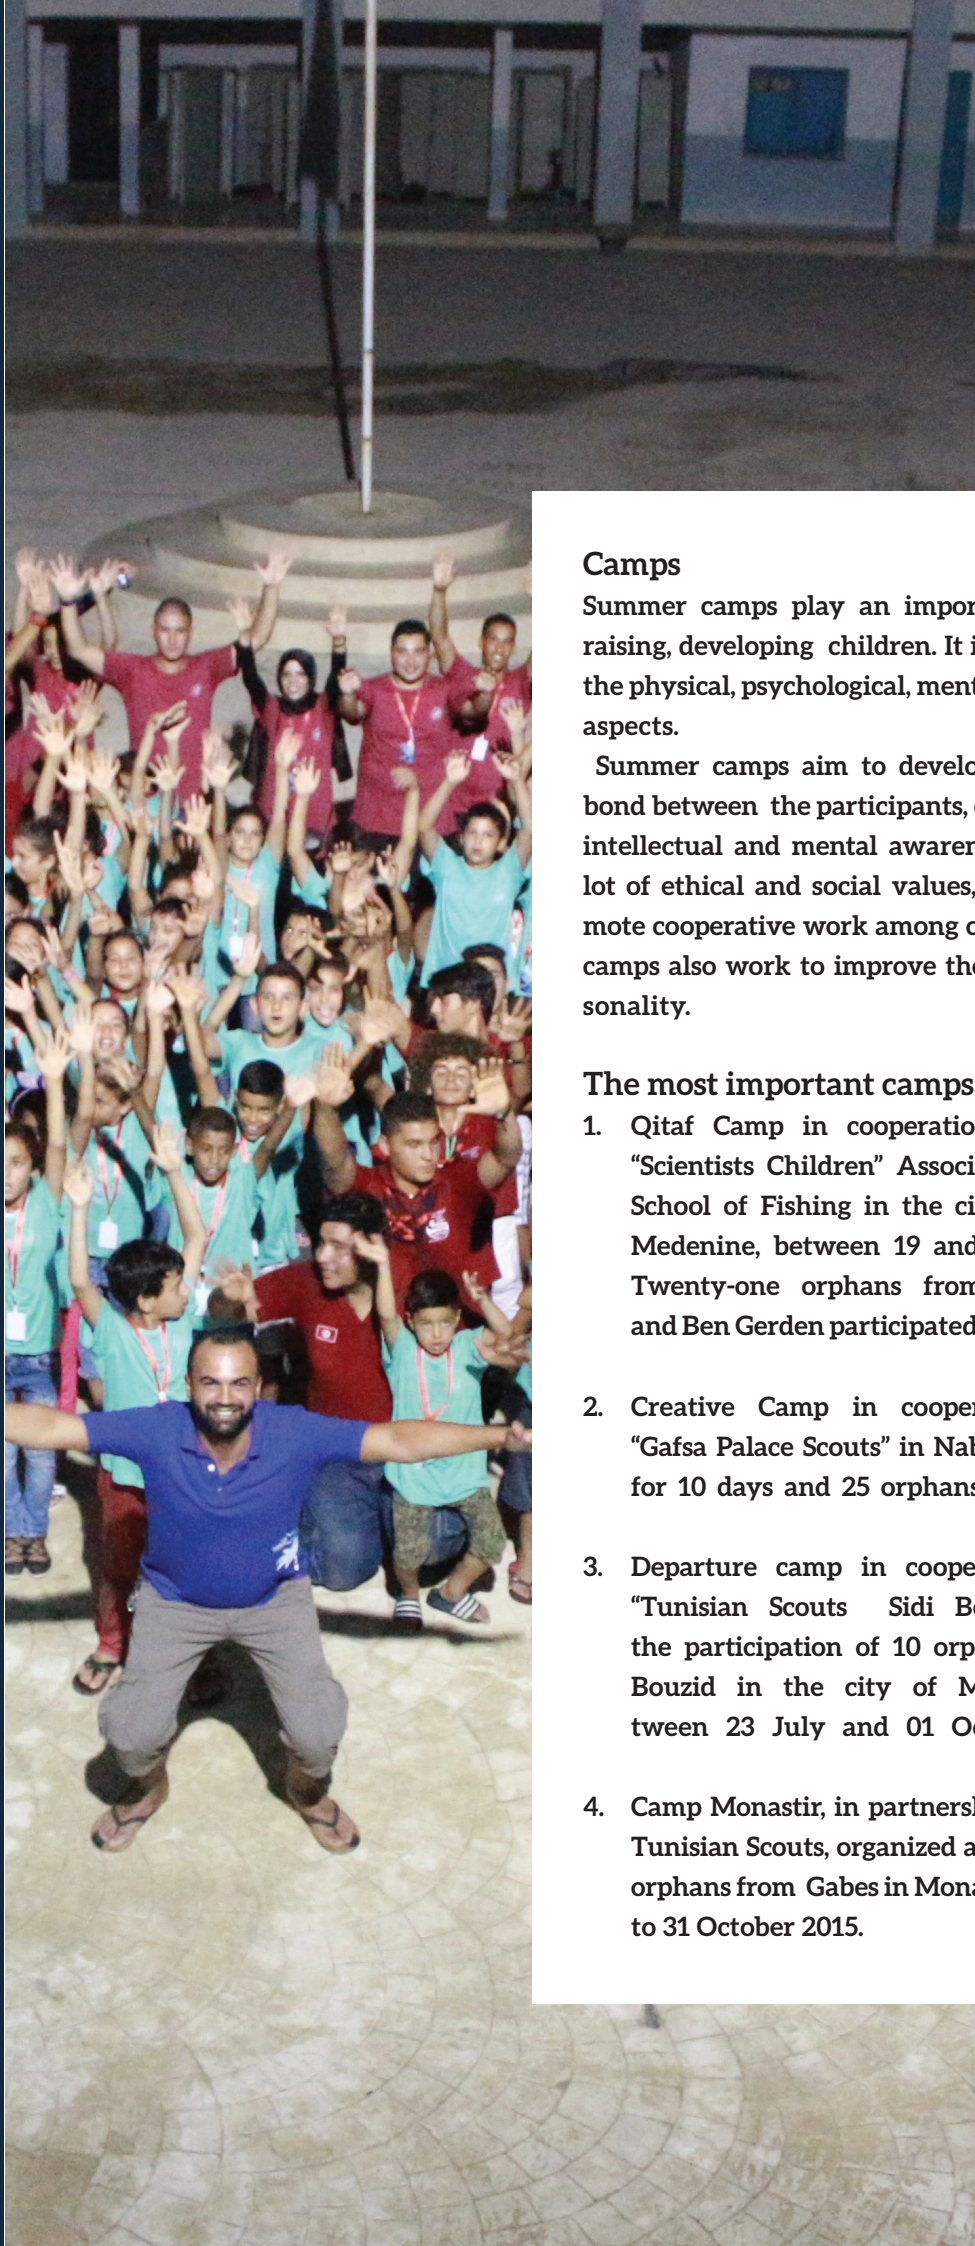 Camps
Summer camps play an impor
raising, developing children. It i
the physical, psychological, ment
aspects.
Summer camps aim to develo
bond between the participants,
intellectual and mental awaren
lot of ethical and social values,
mote cooperative work among
camps also work to improve the
sonality.
The most important camps
1. Qitaf Camp in cooperatio
“Scientists Children” Associ
School of Fishing in the ci
Medenine, between 19 and
Twenty-one orphans from
and Ben Gerden participated
2. Creative Camp in cooper
“Gafsa Palace Scouts” in Nab
for 10 days and 25 orphans
3. Departure camp in coope
“Tunisian Scouts Sidi Bo
the participation of 10 orp
Bouzid in the city of M
tween 23 July and 01 Oc
4. Camp Monastir, in partnersh
Tunisian Scouts, organized a
orphans from Gabes in Mona
to 31 October 2015.